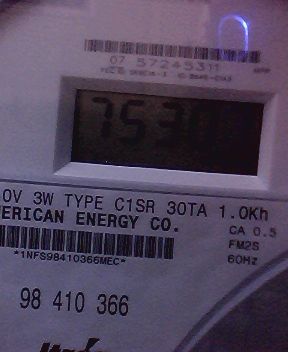 07 57245311
7530
0V 3W TYPE C1SR 30TA 1.0Kh
ERICAN ENERGY CO.
CA 0.5
FM2S
60Hz
*1NFS98410366MEC*
98 410 366